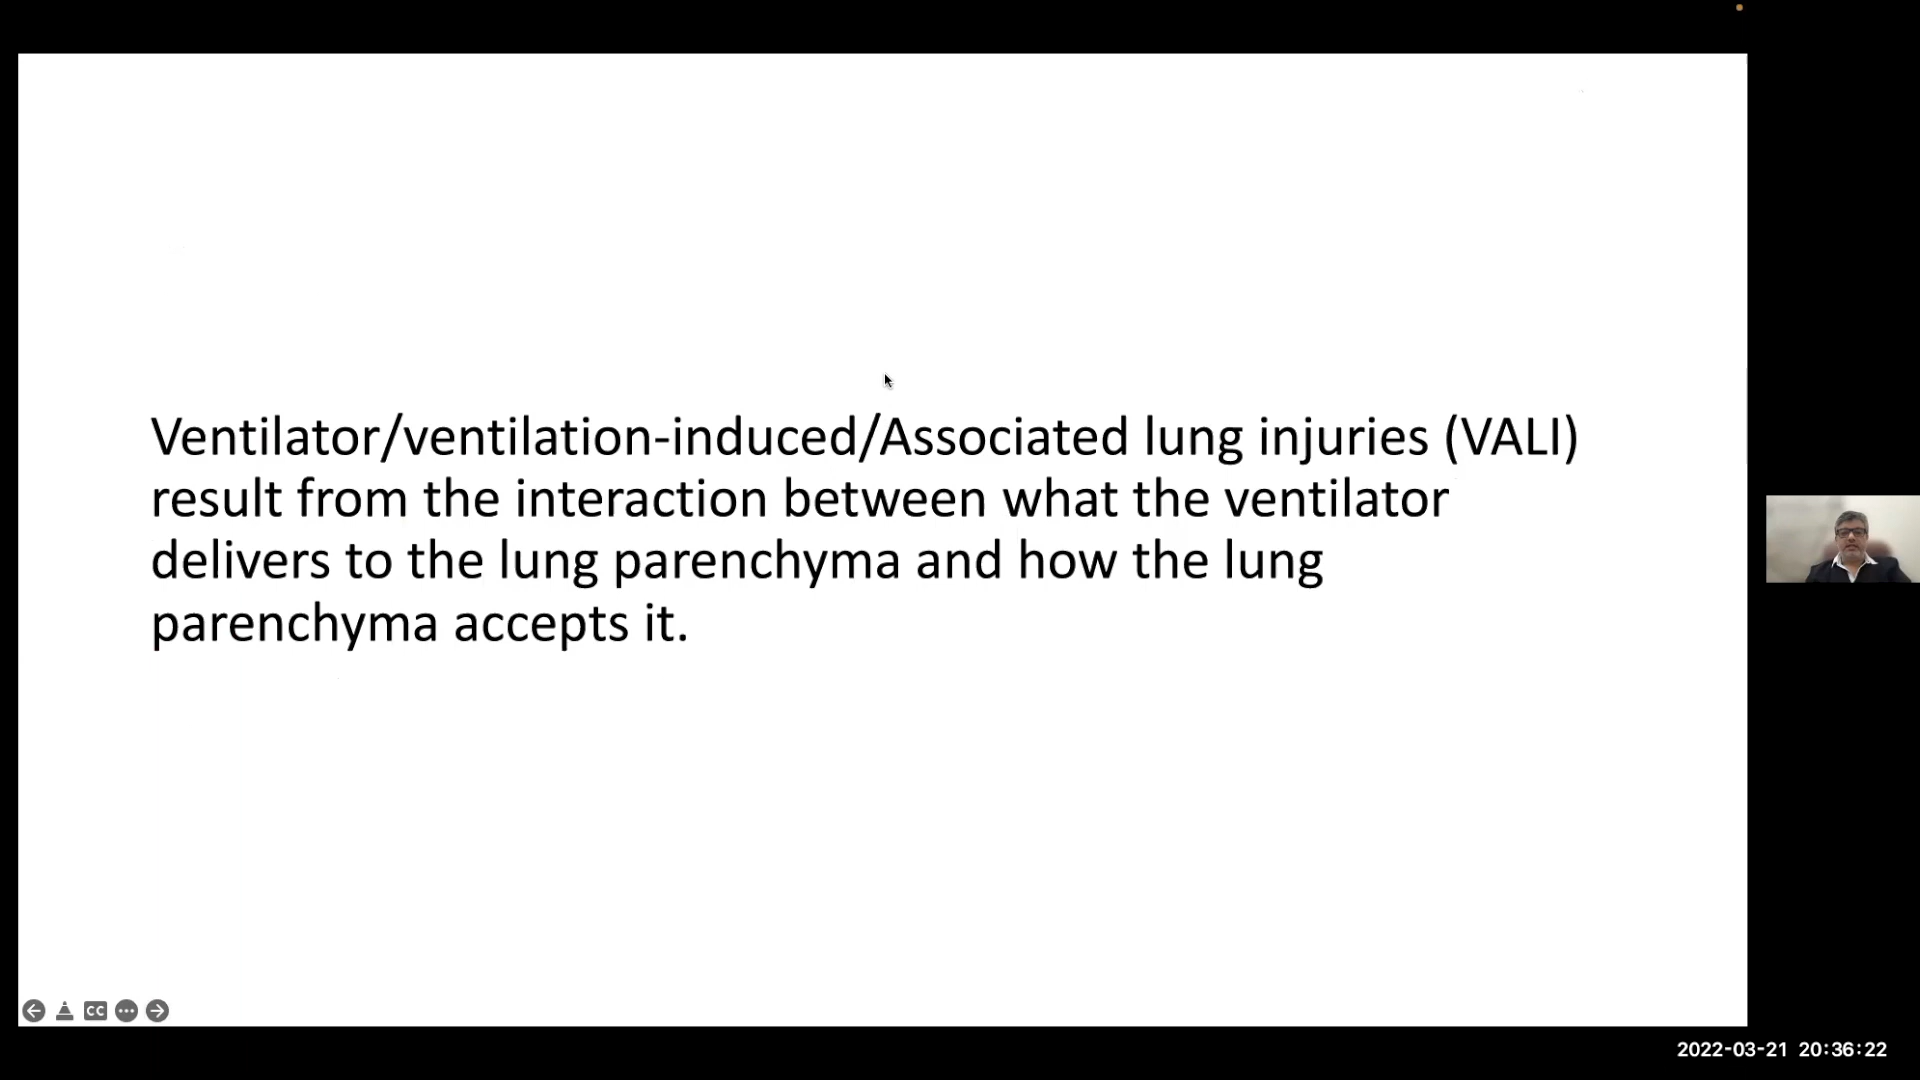 Ventilator/ventilation-induced/Associated lung injuries (VALI)
result from the interaction between what the ventilator
delivers to the lung parenchyma and how the lung
parenchyma accepts it.
CC
2022-03-21 20:36:22